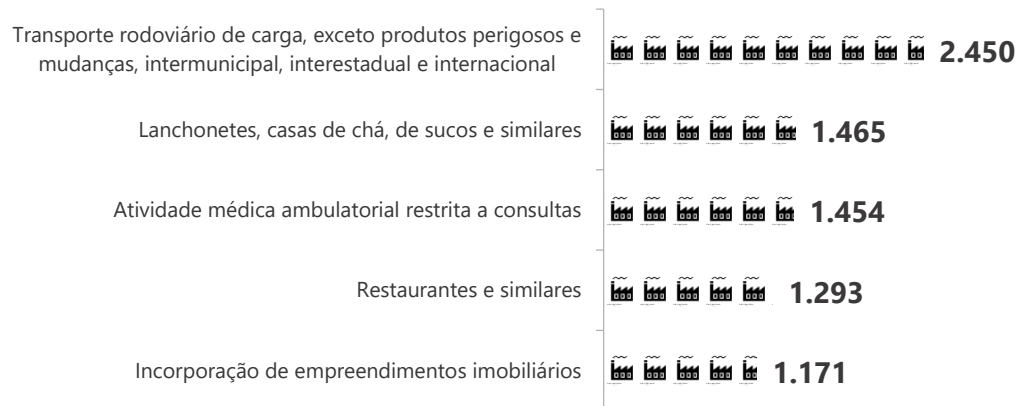 Transporte rodoviário de carga, exceto produtos perigosos e
mudanças, intermunicipal, interestadual e internacional
2.450
Lanchonetes, casas de chá, de sucos e similares
1.465
Atividade médica ambulatorial restrita a consultas
1.454
Restaurantes e similares
1.293
Incorporação de empreendimentos imobiliários
1.171